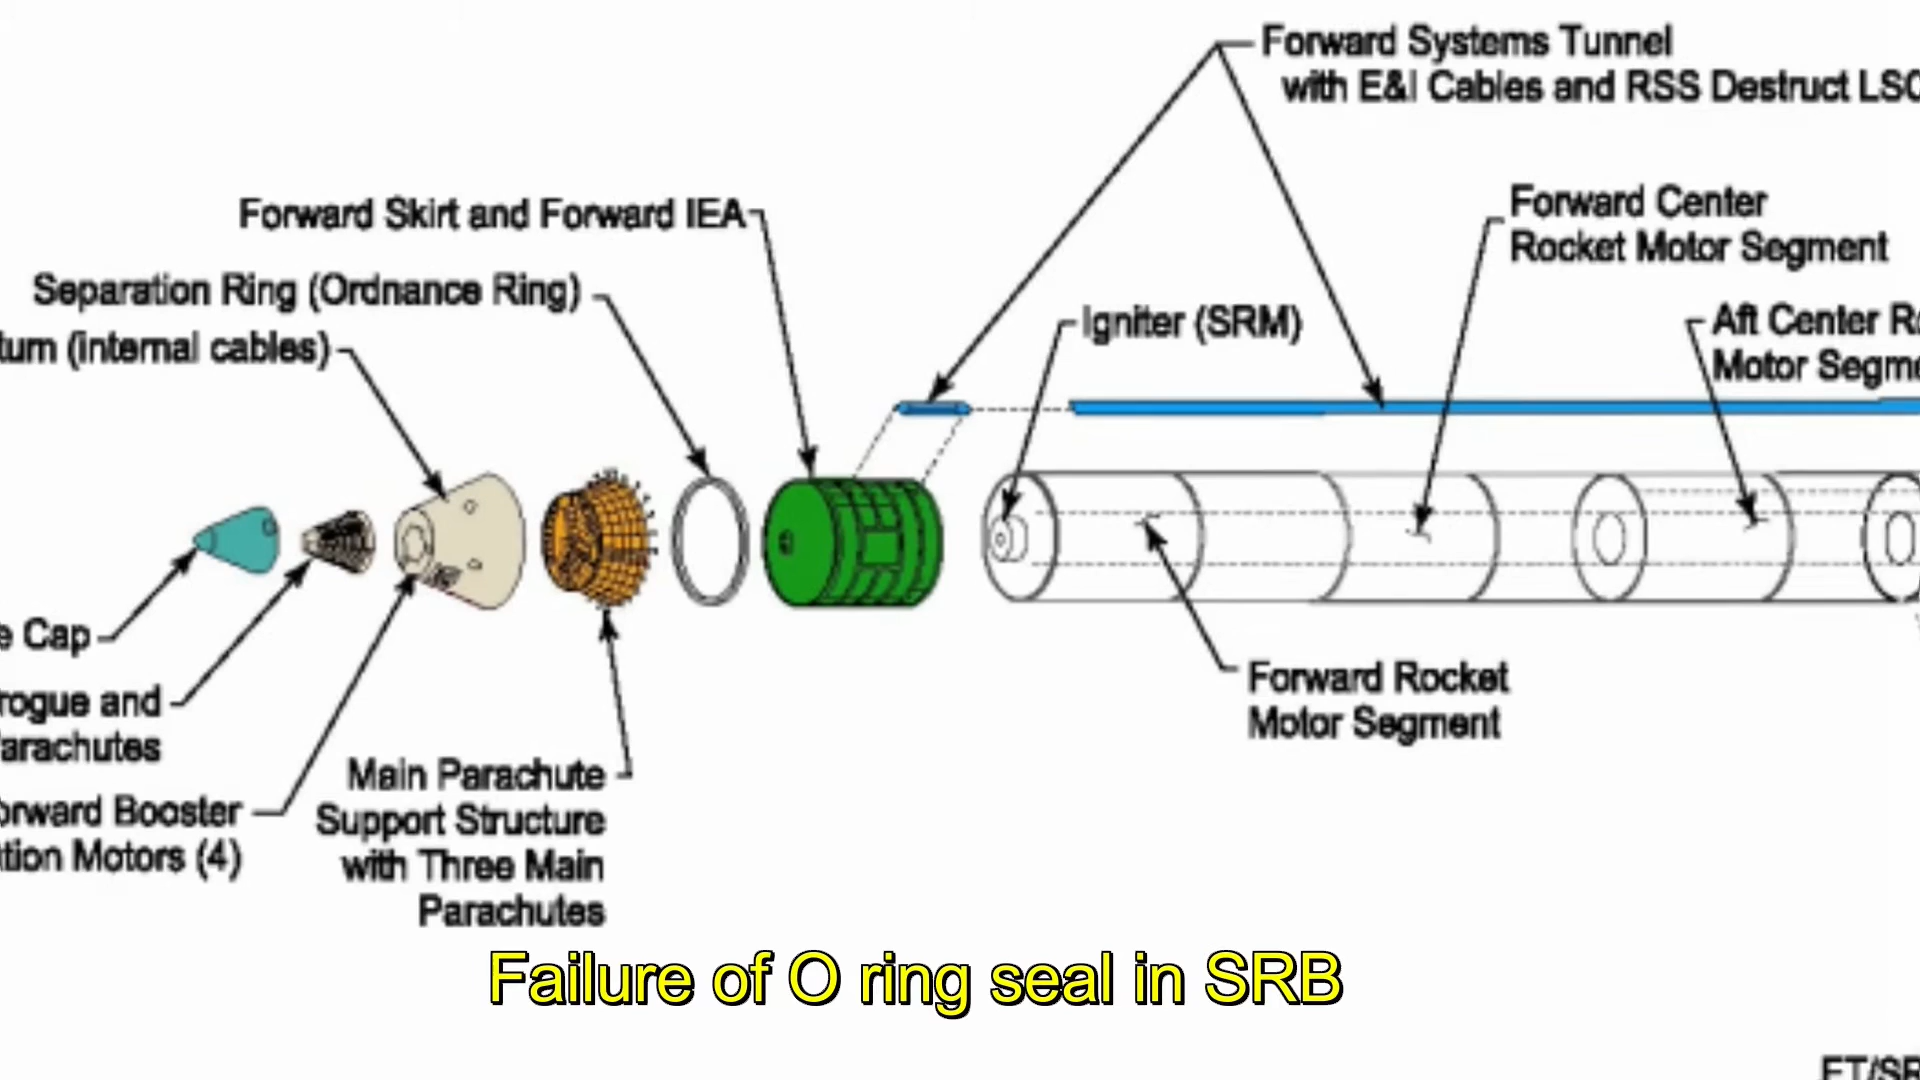 Forward Systems Tunnel
with E&I Cables and RSS Destruct
Forward Skirt and Forward IEA
Forward Center
Rocket Motor Segment
Separation Ring (Ordnance Ring)
(internal cables)
Igniter (SRM)
Aft Center
Motor
Cap
and
Forward Rocket
Motor Segment
Main Parachute
Support Structure
with Three Main
Parachutes
Booster
Motors (4)
Failure of O ring seal in SRB